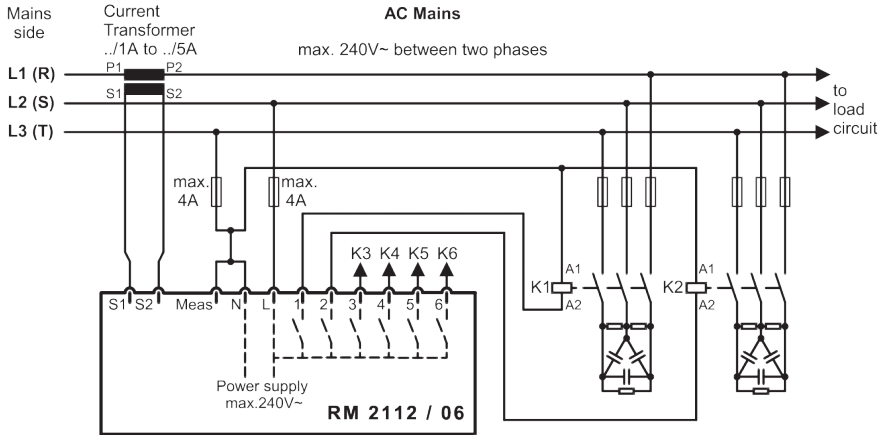 Mains side
Current Transformer ../1A to ../5A
AC Mains
max. 240V~ between two phases
L1 (R)
P1
P2
L2 (S)
S1
S2
L3 (T)
to load circuit
max. 4A
max. 4A
K3
K4
K5
K6
K1
A1
A2
K2
A1
A2
S1
S2
Meas
N
L
1
2
3
4
5
6
Power supply
max.240V~
RM 2112 / 06